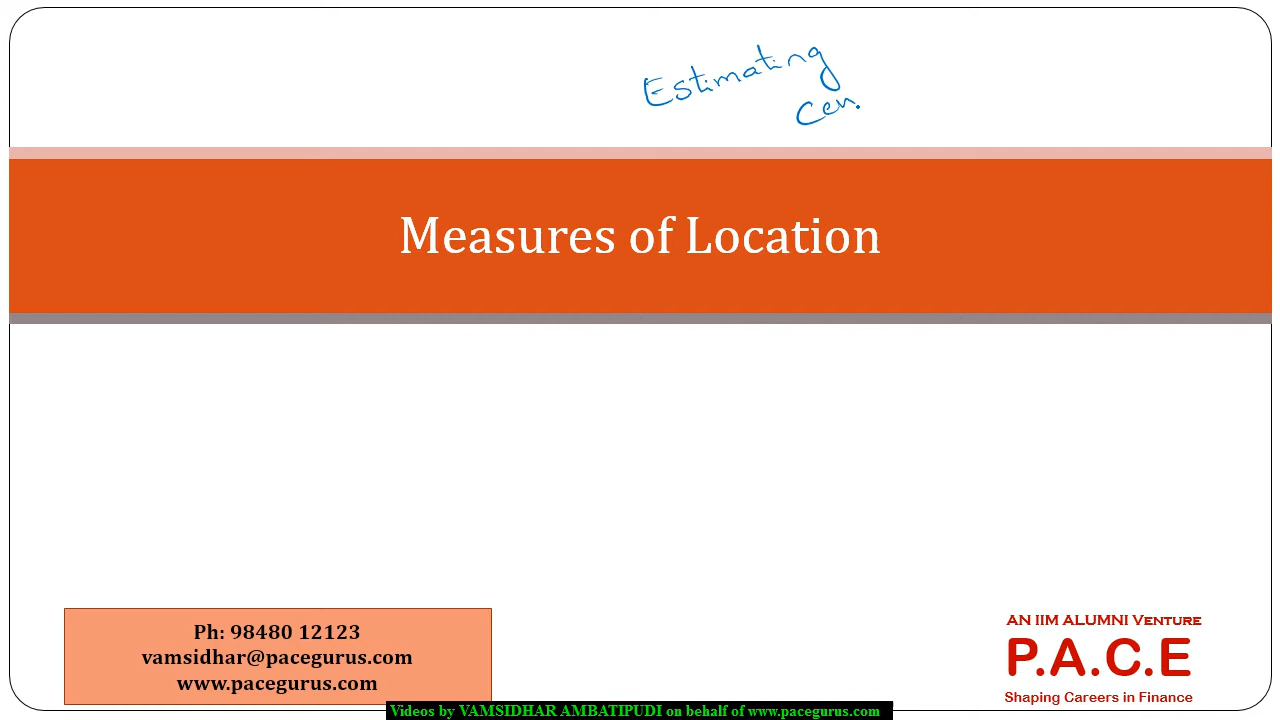 Estimating
Cen
Measures of Location
Ph: 98480 12123
vamsidhar@pacegurus.com
www.pacegurus.com
AN IIM ALUMNI VENTURE
P.A.C.E
Shaping Careers in Finance
Videos by VAMSIDHAR AMBATIPUDI on behalf of www.pacegurus.com